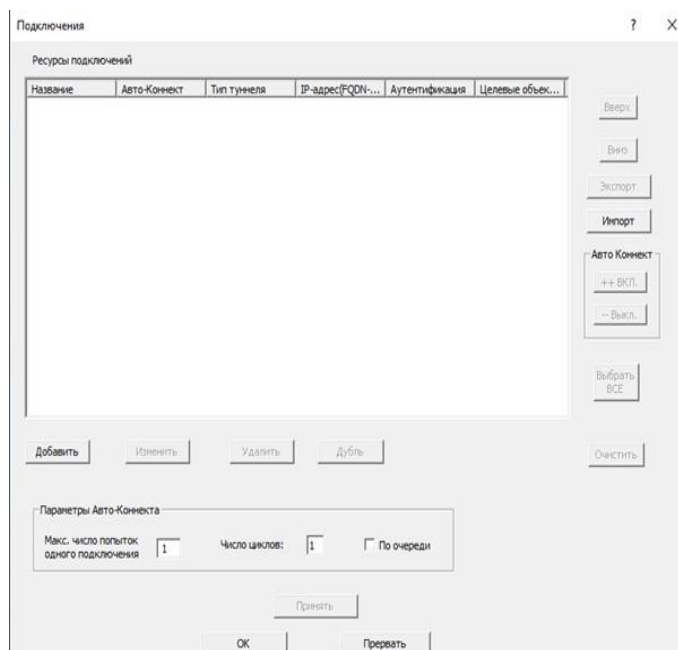 Подключения ? X
Ресурсы подключений
Название Авто-Коннект Тип туннеля IP-адрес(FQDN-... Аутентификация Целевые объек...
Вверх
Вниз
Экспорт
Импорт
Авто Коннект
++ ВКЛ.
-- Выкл.
Выбрать
ВСЕ
Добавить Изменить Удалить Дубль Очистить
Параметры Авто-Коннекта
Макс. число попыток
одного подключения 1 Число циклов: 1 По очереди
Принять
ОК Прервать